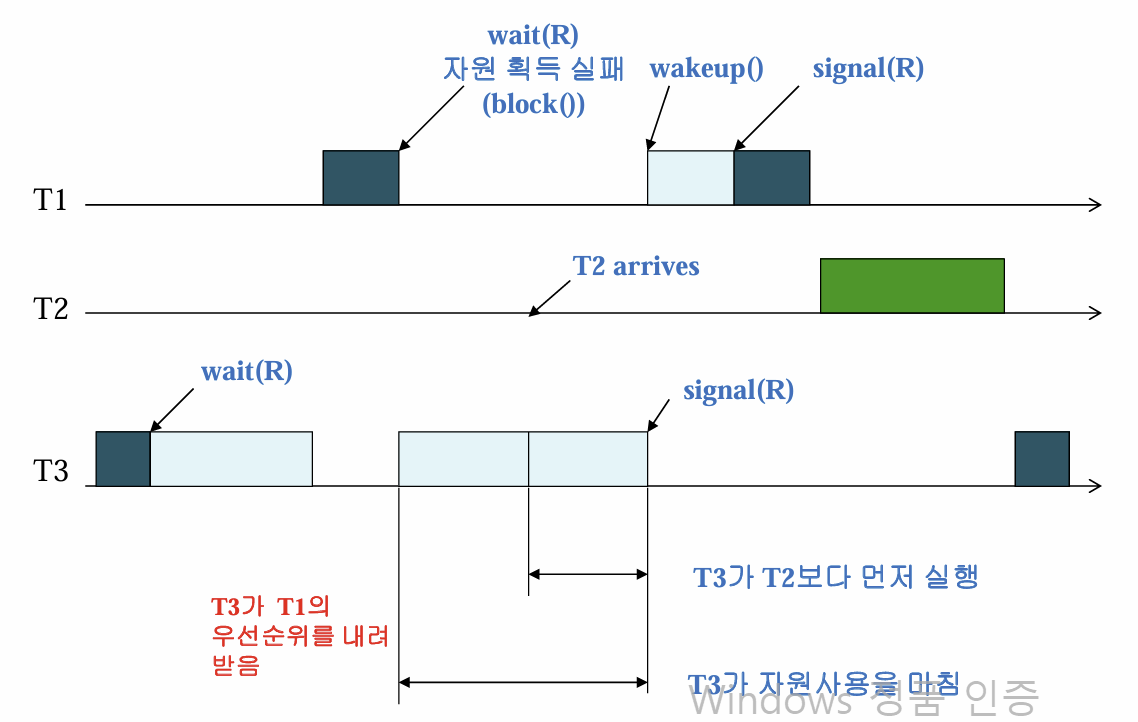 wait(R)
자원 획득 실패
(block())
wakeup()
signal(R)
T1
T2 arrives
T2
wait(R)
signal(R)
T3
T3가 T2보다 먼저 실행
T3가 T1의
우선순위를 내려
받음
T3가 자원사용을 마침
Windows 정품 인증